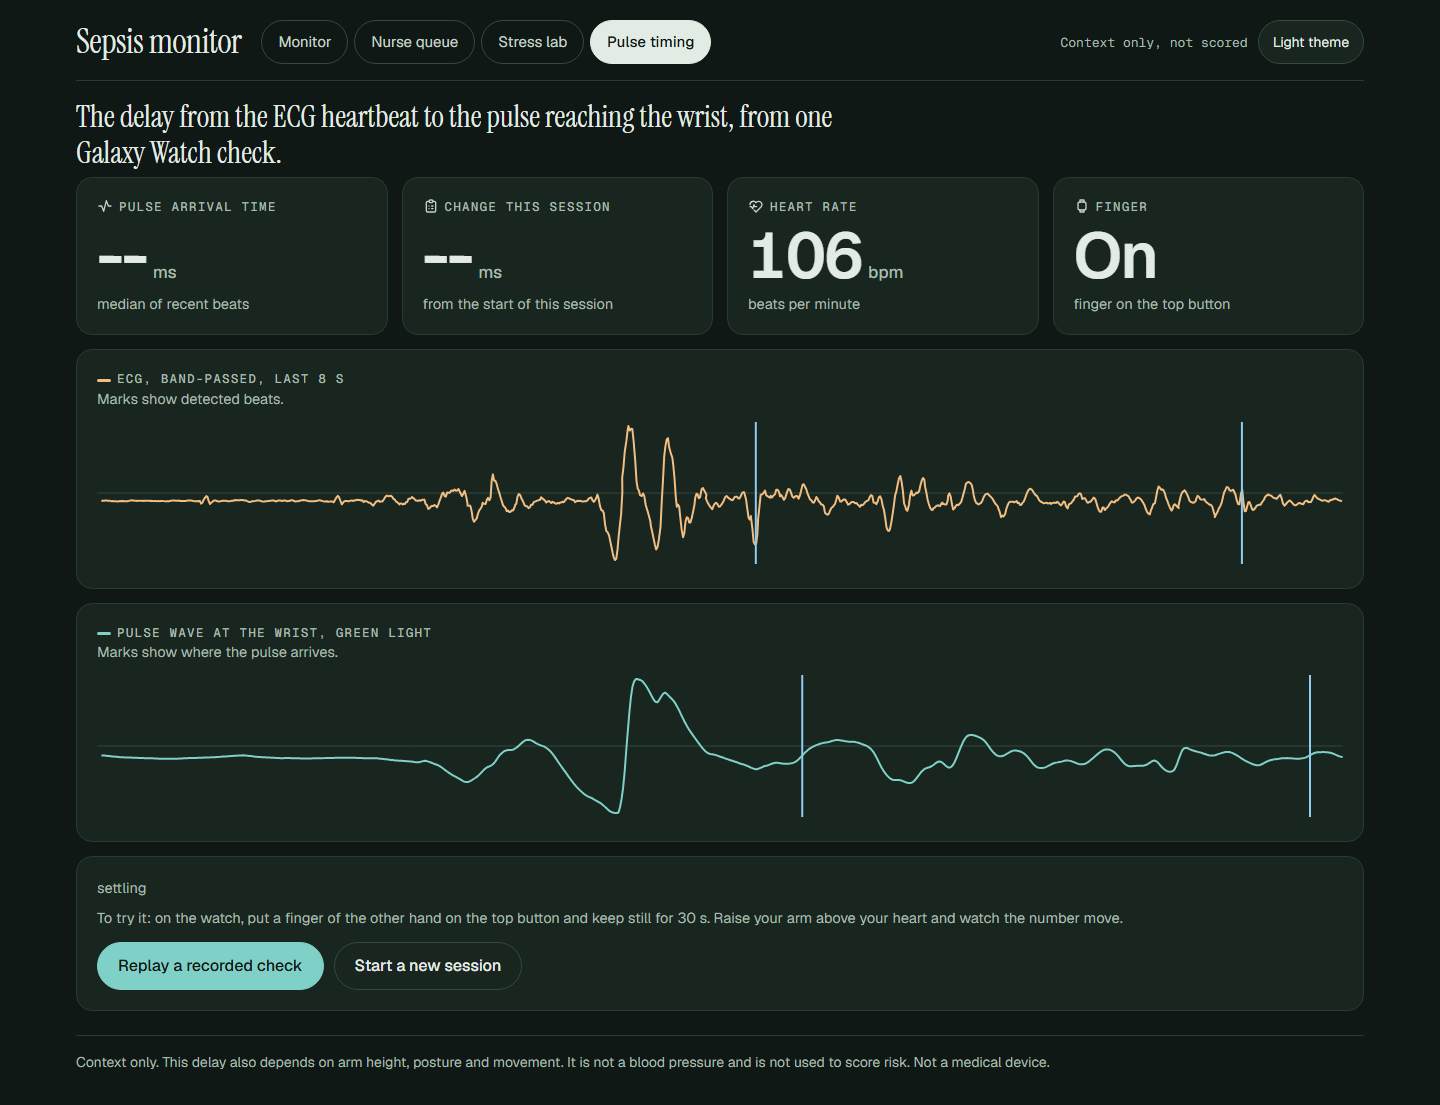 Sepsis monitor
Monitor
Nurse queue
Stress lab
Pulse timing
Context only, not scored
Light theme
The delay from the ECG heartbeat to the pulse reaching the wrist, from one
Galaxy Watch check.
PULSE ARRIVAL TIME
-- ms
median of recent beats
CHANGE THIS SESSION
-- ms
from the start of this session
HEART RATE
106 bpm
beats per minute
FINGER
On
finger on the top button
ECG, BAND-PASSED, LAST 8 S
Marks show detected beats.
PULSE WAVE AT THE WRIST, GREEN LIGHT
Marks show where the pulse arrives.
settling
To try it: on the watch, put a finger of the other hand on the top button and keep still for 30 s. Raise your arm above your heart and watch the number move.
Replay a recorded check
Start a new session
Context only. This delay also depends on arm height, posture and movement. It is not a blood pressure and is not used to score risk. Not a medical device.